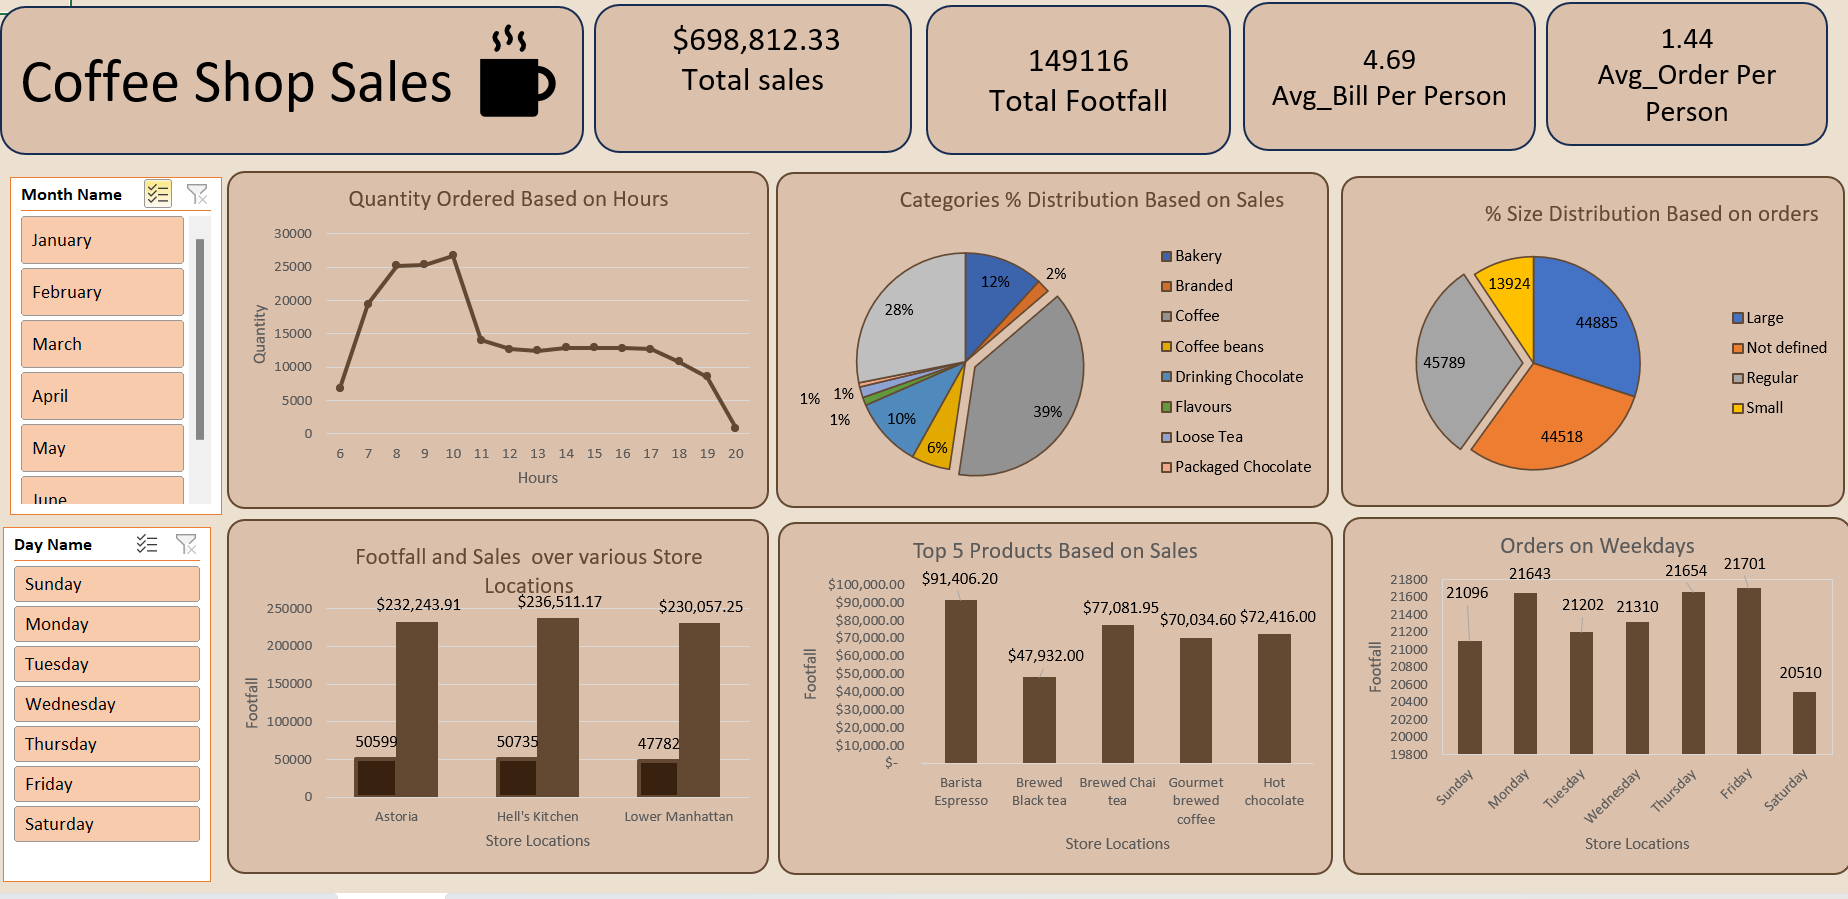 Coffee Shop Sales
$698,812.33
Total sales
149116
Total Footfall
4.69
Avg_Bill Per Person
1.44
Avg_Order Per
Person
Month Name
January
February
March
April
May
June
Quantity Ordered Based on Hours
Quantity
30000
25000
20000
15000
10000
5000
0
6 7 8 9 10 11 12 13 14 15 16 17 18 19 20
Hours
Categories % Distribution Based on Sales
12%
2%
39%
6%
10%
1%
1%
1%
28%
Bakery
Branded
Coffee
Coffee beans
Drinking Chocolate
Flavours
Loose Tea
Packaged Chocolate
% Size Distribution Based on orders
13924
44885
45789
44518
Large
Not defined
Regular
Small
Day Name
Sunday
Monday
Tuesday
Wednesday
Thursday
Friday
Saturday
Footfall and Sales over various Store
Locations
Footfall
250000
200000
150000
100000
50000
0
$232,243.91 $236,511.17 $230,057.25
50599 50735 47782
Astoria Hell's Kitchen Lower Manhattan
Store Locations
Top 5 Products Based on Sales
Footfall
$100,000.00
$90,000.00
$80,000.00
$70,000.00
$60,000.00
$50,000.00
$40,000.00
$30,000.00
$20,000.00
$10,000.00
$-
$91,406.20
$47,932.00
$77,081.95
$70,034.60
$72,416.00
Barista
Espresso
Brewed
Black tea
Brewed Chai
tea
Gourmet
brewed
coffee
Hot
chocolate
Store Locations
Orders on Weekdays
Footfall
21800
21600
21400
21200
21000
20800
20600
20400
20200
20000
19800
21096
21643
21202
21310
21654
21701
20510
Sunday
Monday
Tuesday
Wednesday
Thursday
Friday
Saturday
Store Locations